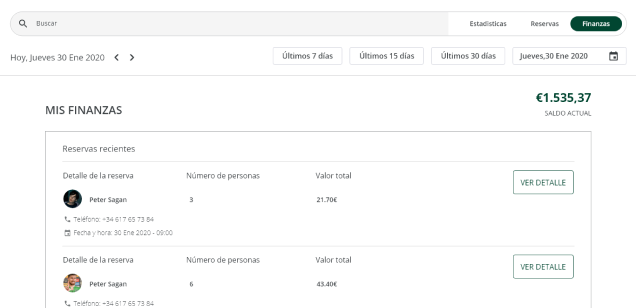 Buscar
Estadisticas Reservas Finanzas
Hoy, Jueves 30 Ene 2020 Últimos 7 días Últimos 15 días Últimos 30 días Jueves,30 Ene 2020
€1.535,37
MIS FINANZAS
SALDO ACTUAL
Reservas recientes
Detalle de la reserva Número de personas Valor total
VER DETALLE
Peter Sagan 3 21.70€
Teléfono: +34 617 65 73 84
Fecha y hora: 30 Ene 2020 - 09:00
Detalle de la reserva Número de personas Valor total
VER DETALLE
Peter Sagan 6 43.40€
Teléfono: +34 617 65 73 84